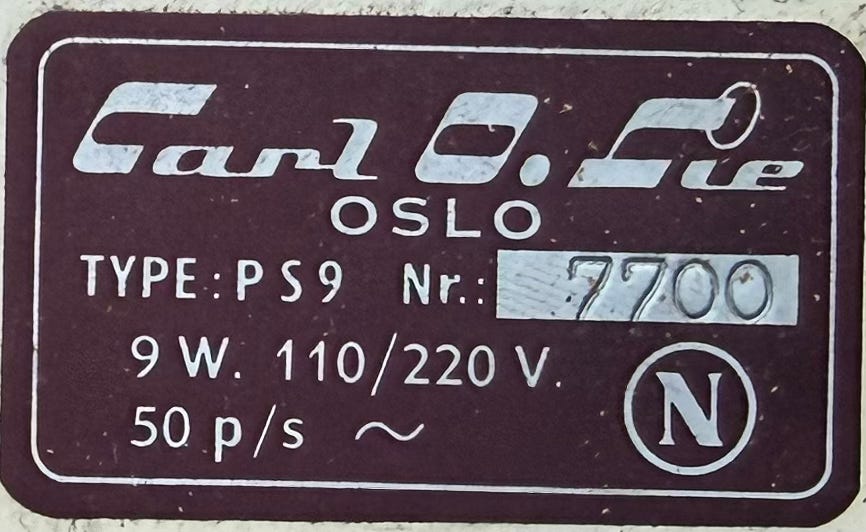 Carl O. Lie
OSLO
TYPE: PS9 Nr.: 7700
9 W. 110/220 V.
50 p/s ~
N